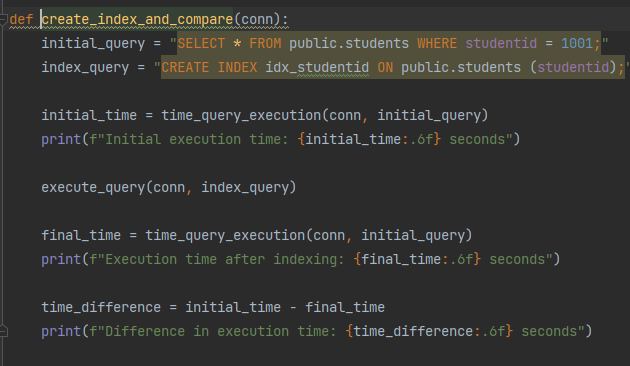 def create_index_and_compare(conn):
    initial_query = "SELECT * FROM public.students WHERE studentid = 1001;"
    index_query = "CREATE INDEX idx_studentid ON public.students (studentid);"
    initial_time = time_query_execution(conn, initial_query)
    print(f"Initial execution time: {initial_time:.6f} seconds")
    execute_query(conn, index_query)
    final_time = time_query_execution(conn, initial_query)
    print(f"Execution time after indexing: {final_time:.6f} seconds")
    time_difference = initial_time - final_time
    print(f"Difference in execution time: {time_difference:.6f} seconds")